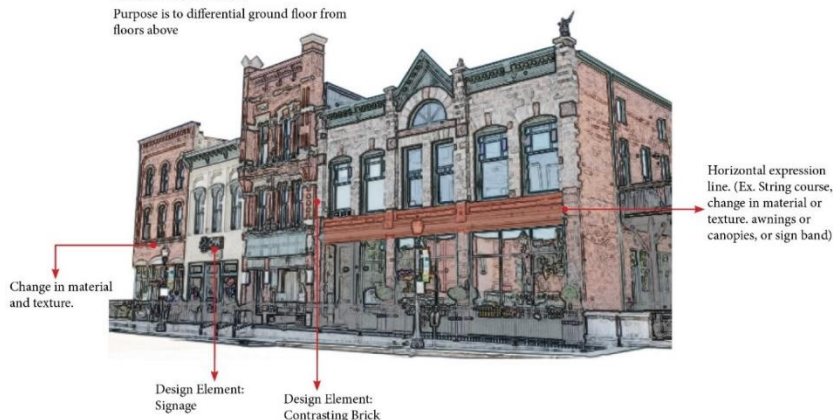 Purpose is to differential ground floor from
floors above
Horizontal expression
line. (Ex. String course,
change in material or
texture. awnings or
canopies, or sign band)
Change in material
and texture.
Design Element:
Signage
Design Element:
Contrasting Brick